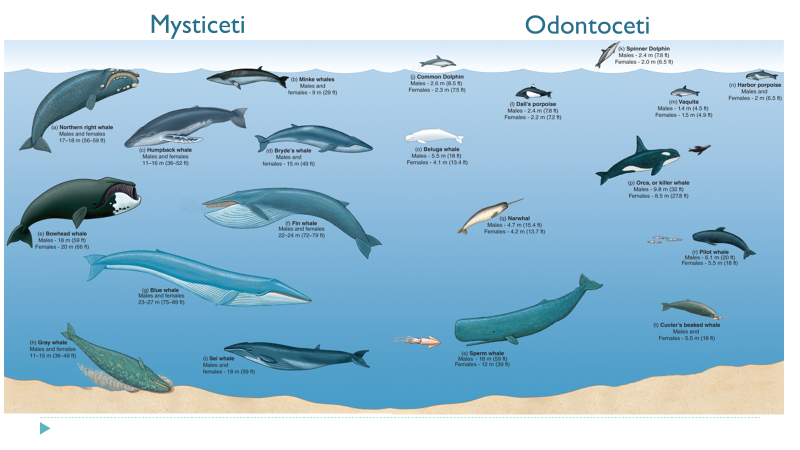 Mysticeti
Odontoceti
(a) Northern right whale
Males and females
17–18 m (56–59 ft)
(b) Minke whales
Males and
females - 9 m (29 ft)
(c) Humpback whale
Males and females
11–16 m (36–52 ft)
(d) Bryde's whale
Males and
females - 15 m (49 ft)
(e) Bowhead whale
Males - 18 m (59 ft)
Females - 20 m (66 ft)
(f) Fin whale
Males and females
22–24 m (72–79 ft)
(g) Blue whale
Males and females
23–27 m (75–89 ft)
(h) Gray whale
Males and females
11–15 m (36–49 ft)
(i) Sei whale
Males and
females - 18 m (59 ft)
(j) Common Dolphin
Males - 2.6 m (8.5 ft)
Females - 2.3 m (7.5 ft)
(k) Spinner Dolphin
Males - 2.4 m (7.8 ft)
Females - 2.0 m (6.5 ft)
(l) Dall's porpoise
Males - 2.4 m (7.8 ft)
Females - 2.2 m (7.2 ft)
(m) Vaquita
Males - 1.4 m (4.5 ft)
Females - 1.5 m (4.9 ft)
(n) Harbor porpoise
Males and
Females - 2 m (6.5 ft)
(o) Beluga whale
Males - 5.5 m (18 ft)
Females - 4.1 m (13.4 ft)
(p) Orca, or killer whale
Males - 9.8 m (32 ft)
Females - 8.5 m (27.8 ft)
(q) Narwhal
Males - 4.7 m (15.4 ft)
Females - 4.2 m (13.7 ft)
(r) Pilot whale
Males - 6.1 m (20 ft)
Females - 5.5 m (18 ft)
(s) Sperm whale
Males - 18 m (59 ft)
Females - 12 m (39 ft)
(t) Cuvier's beaked whale
Males and
Females - 5.5 m (18 ft)